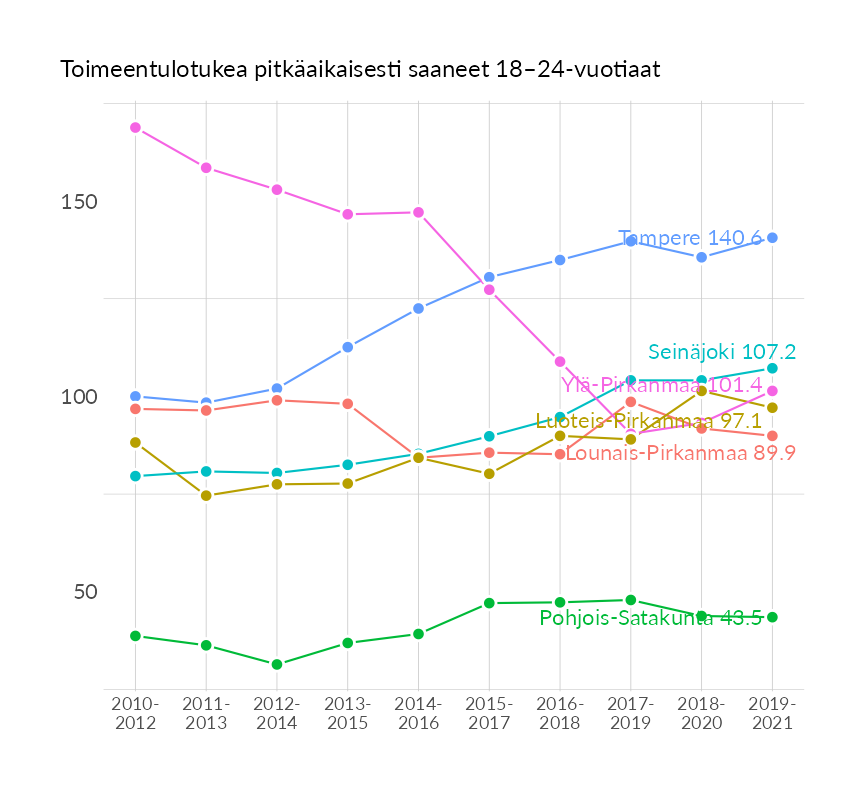 Toimeentulotukea pitkäaikaisesti saaneet 18–24-vuotiaat
150
100
50
Tampere 140.6
Seinäjoki 107.2
Ylä-Pirkanmaa 101.4
Luoteis-Pirkanmaa 97.1
Lounais-Pirkanmaa 89.9
Pohjois-Satakunta 43.5
2010- 2011- 2012- 2013- 2014- 2015- 2016- 2017- 2018- 2019-
2012 2013 2014 2015 2016 2017 2018 2019 2020 2021